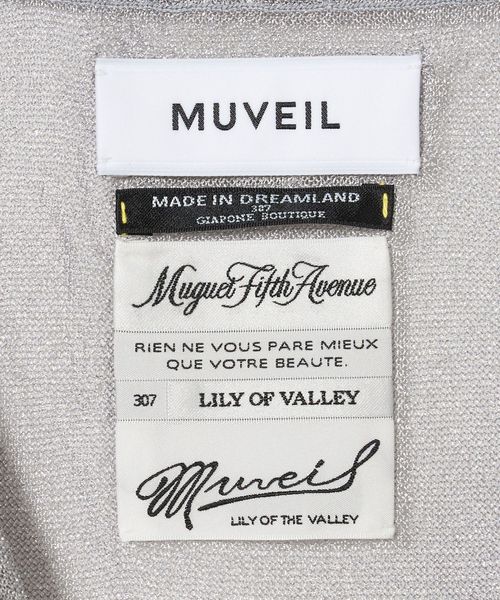 MUVEIL
MADE IN DREAMLAND
307
GIAPONE BOUTIQUE
Muguet Fifth Avenue
RIEN NE VOUS PARE MIEUX
QUE VOTRE BEAUTE.
307 LILY OF VALLEY
Muveil
LILY OF THE VALLEY